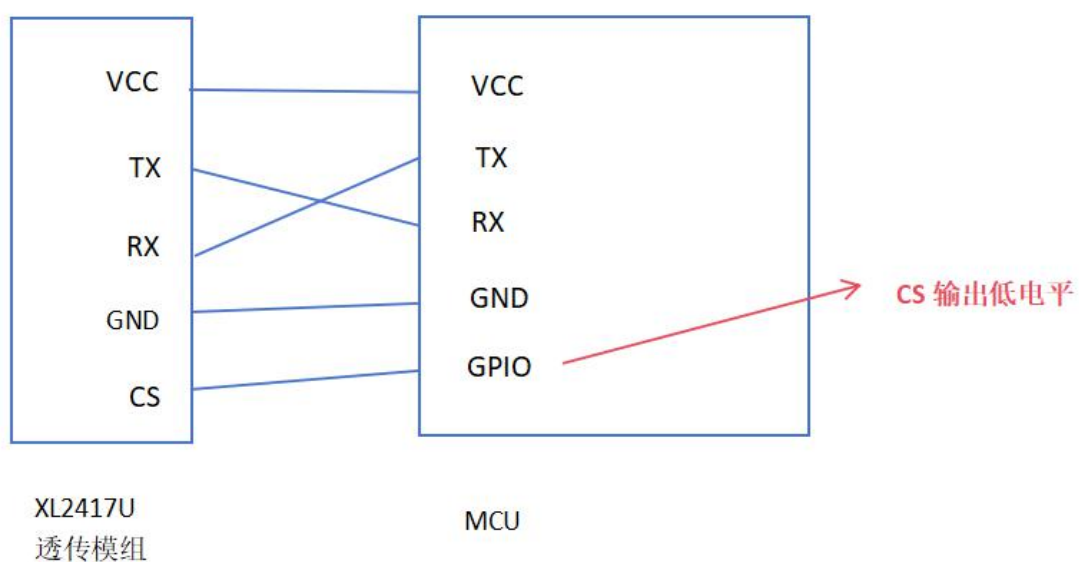 VCC
TX
RX
GND
CS
VCC
TX
RX
GND
GPIO
CS 输出低电平
XL2417U
透传模组
MCU